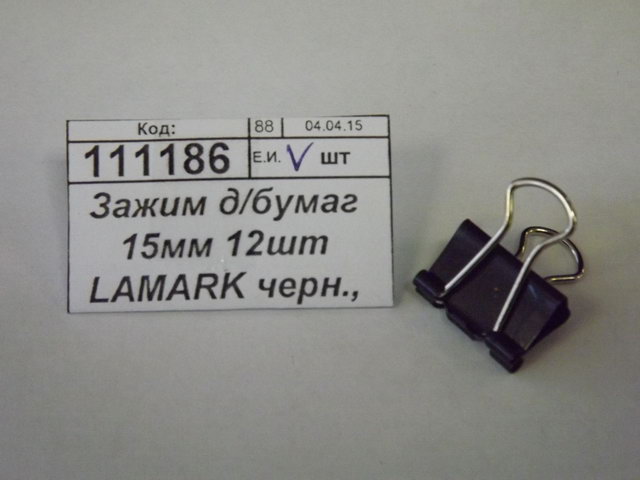 Код: 88 04.04.15
111186 Е.И. V шт
Зажим д/бумаг
15мм 12шт
LAMARK черн.,